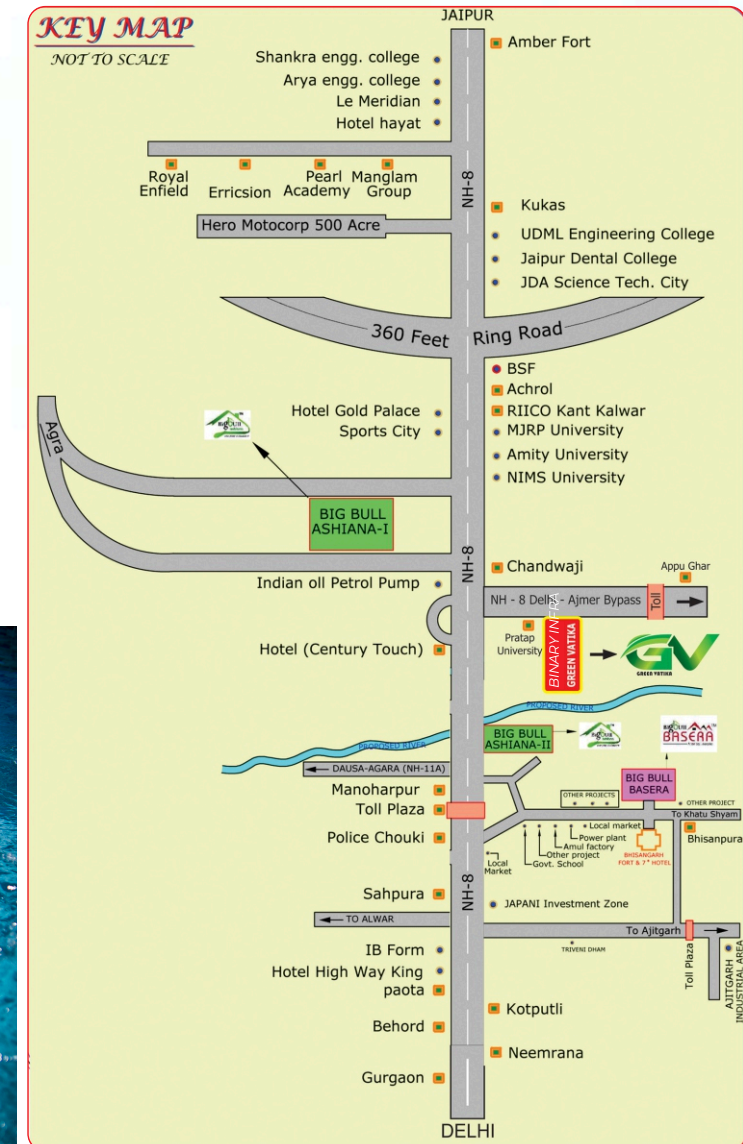 KEY MAP
NOT TO SCALE
JAIPUR
Amber Fort
Shankra engg. college
Arya engg. college
Le Meridian
Hotel hayat
Royal
Enfield
Erricsion
Pearl
Academy
Manglam
Group
NH-8
Hero Motocorp 500 Acre
Kukas
UDML Engineering College
Jaipur Dental College
JDA Science Tech. City
360 Feet Ring Road
BSF
Achrol
RIICO Kant Kalwar
MJRP University
Amity University
NIMS University
Hotel Gold Palace
Sports City
Agra
BIG BULL
ASHIANA-I
NH-8
Chandwaji
Appu Ghar
Indian oll Petrol Pump
NH - 8 Delhi - Ajmer Bypass
Toll
Hotel (Century Touch)
Pratap
University
BINARY INFRA
GREEN VATIKA
GV
GREEN VATIKA
PROPOSED RIVER
PROPOSED RIVER
BIG BULL
ASHIANA-II
BASERA
DAUSA-AGARA (NH-11A)
BIG BULL
BASERA
Manoharpur
Toll Plaza
Police Chouki
OTHER PROJECTS
OTHER PROJECT
To Khatu Shyam
Local market
Power plant
Amul factory
Other project
Govt. School
Local
Market
BHISANGARH
FORT & 7* HOTEL
Bhisanpura
Sahpura
NH-8
JAPANI Investment Zone
TO ALWAR
To Ajitgarh
TRIVENI DHAM
Toll Plaza
AJITGARH
INDUSTRIAL AREA
IB Form
Hotel High Way King
paota
Kotputli
Behord
Neemrana
Gurgaon
DELHI